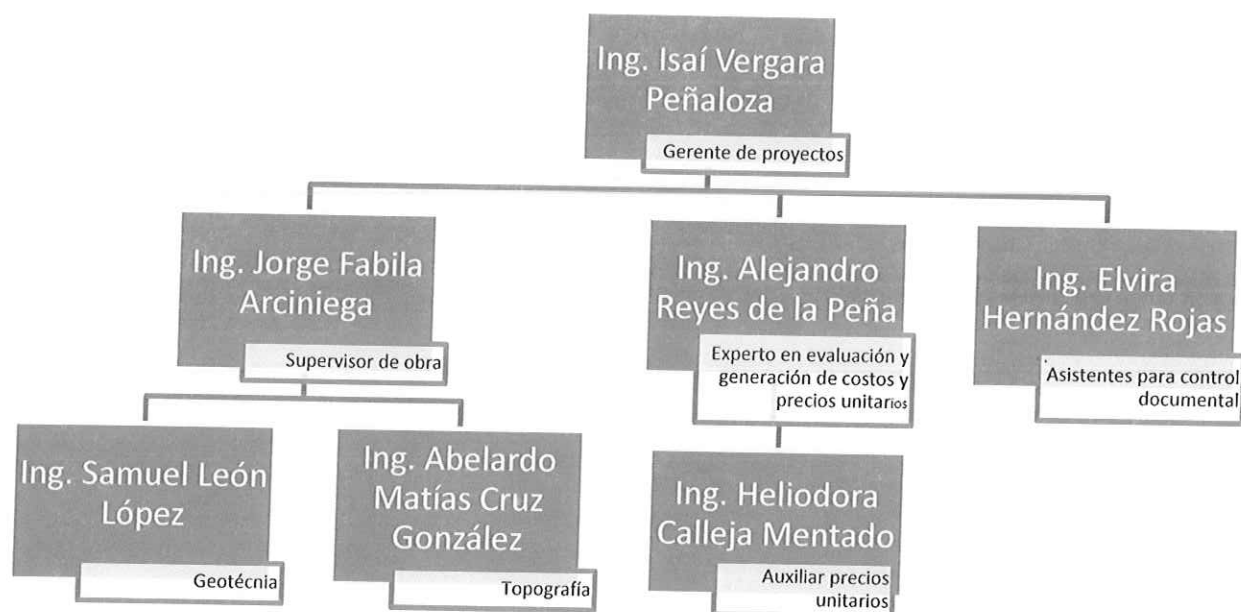 Ing. Isaí Vergara
Peñaloza
Gerente de proyectos
Ing. Jorge Fabila
Arciniega
Supervisor de obra
Ing. Alejandro
Reyes de la Peña
Experto en evaluación y
generación de costos y
precios unitarios
Ing. Elvira
Hernández Rojas
Asistentes para control
documental
Ing. Samuel León
López
Geotécnia
Ing. Abelardo
Matías Cruz
González
Topografía
Ing. Heliodora
Calleja Mentado
Auxiliar precios
unitarios